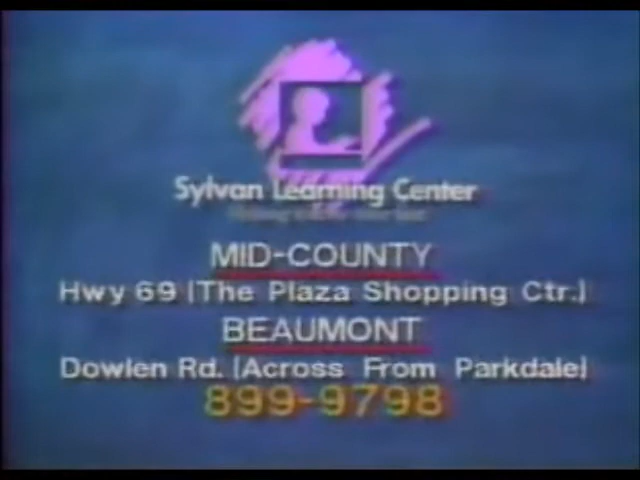 Sylvan Learning Center
MID-COUNTY
Hwy 69 (The Plaza Shopping Ctr.)
BEAUMONT
Dowlen Rd. (Across From Parkdale)
899-9798